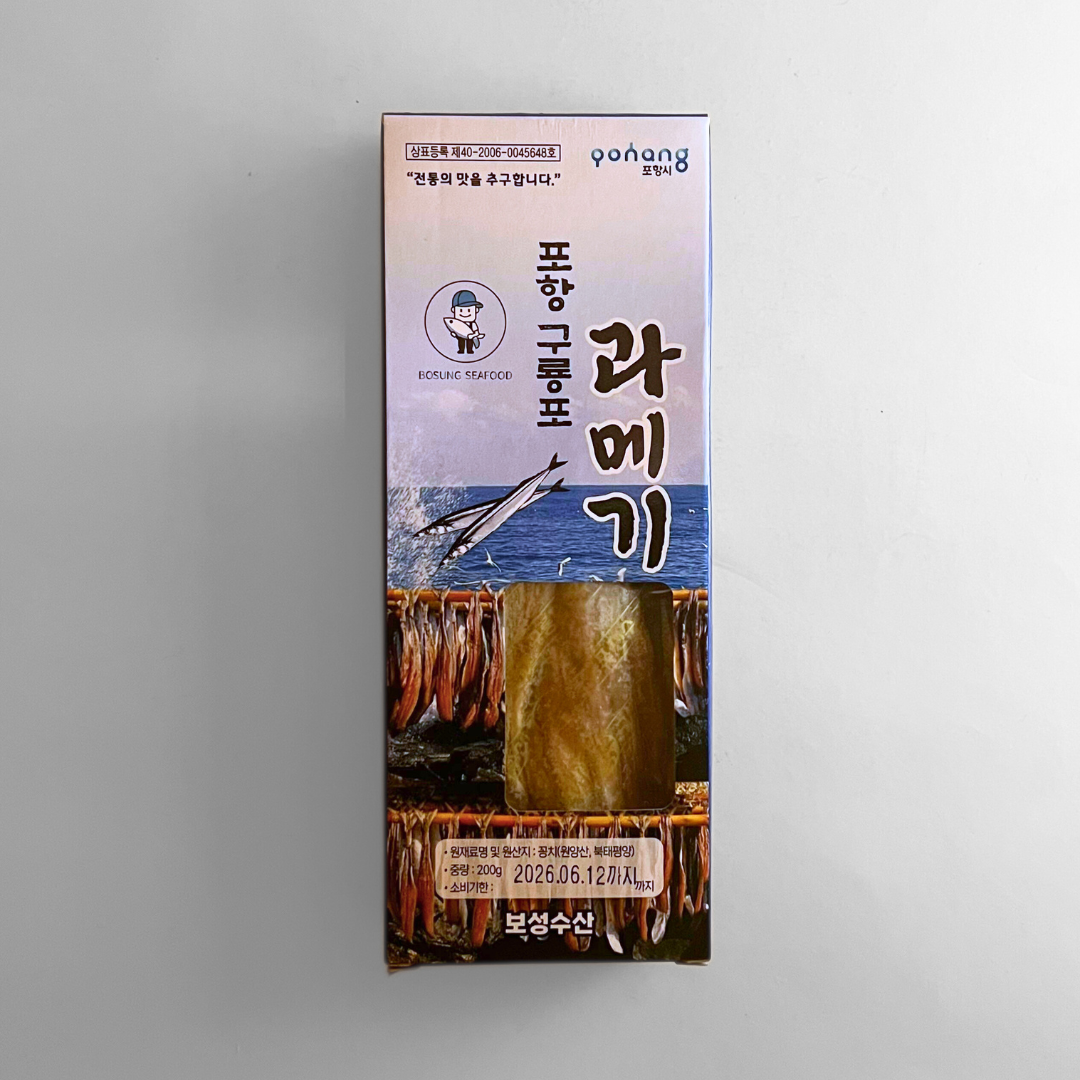 상표등록 제40-2006-0045648호
pohang
포항시
“전통의 맛을 추구합니다.”
포항 구룡포
과메기
BOSUNG SEAFOOD
• 원재료명 및 원산지 : 꽁치(원양산, 북태평양)
• 중량 : 200g
• 소비기한 : 2026.06.12까지 까지
보성수산